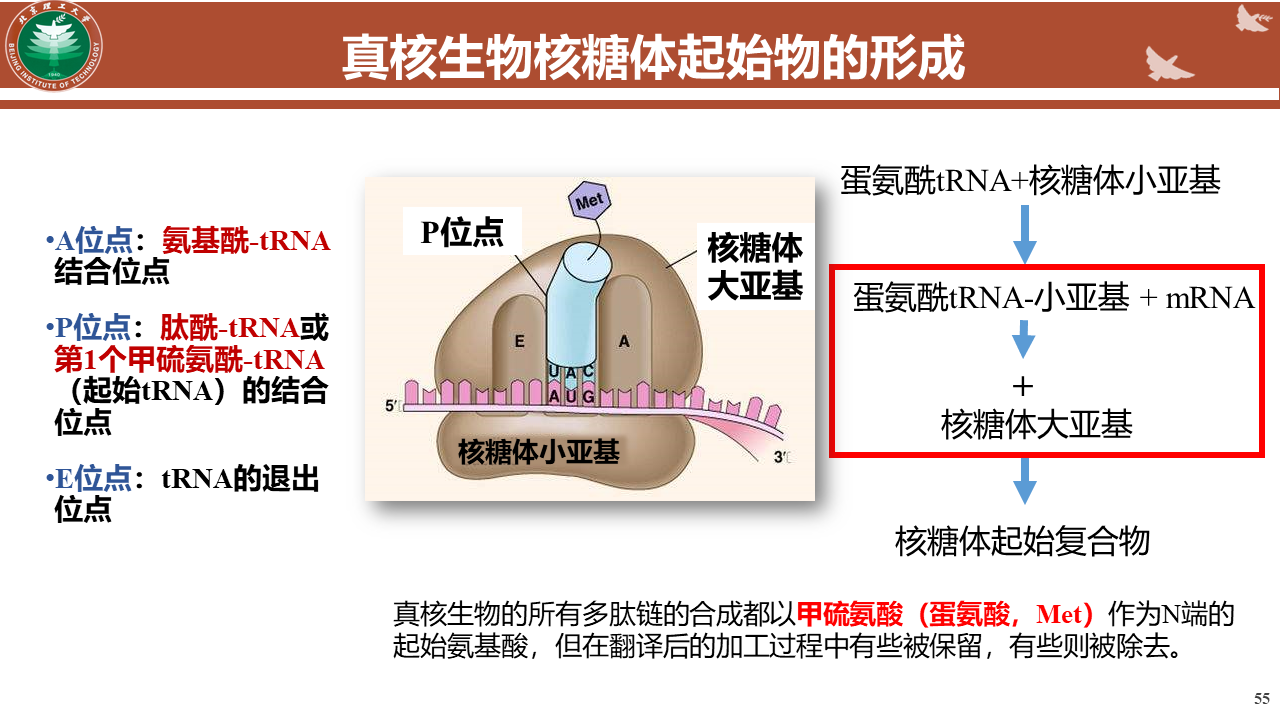 北京理工大学
BEIJING INSTITUTE OF TECHNOLOGY
1940
真核生物核糖体起始物的形成
•A位点：氨基酰-tRNA
结合位点
•P位点：肽酰-tRNA或
第1个甲硫氨酰-tRNA
（起始tRNA）的结合
位点
•E位点：tRNA的退出
位点
Met
P位点
核糖体
大亚基
E
A
UAC
AUG
5′
3′
核糖体小亚基
蛋氨酰tRNA+核糖体小亚基
蛋氨酰tRNA-小亚基 + mRNA
+
核糖体大亚基
核糖体起始复合物
真核生物的所有多肽链的合成都以甲硫氨酸（蛋氨酸，Met）作为N端的
起始氨基酸，但在翻译后的加工过程中有些被保留，有些则被除去。
55